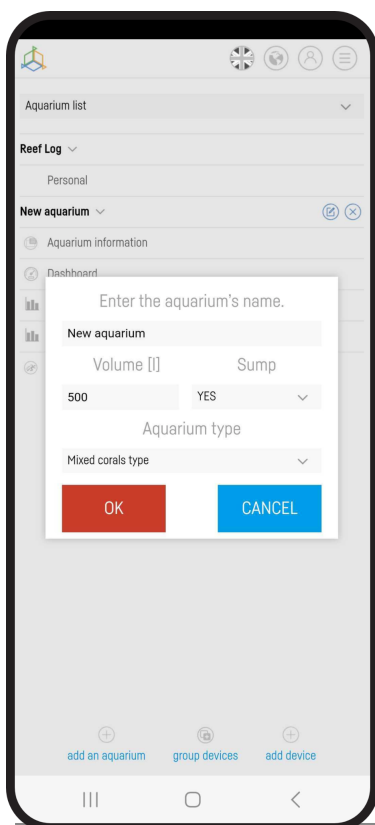 Aquarium list
Reef Log
Personal
New aquarium
Aquarium information
Dashboard
Enter the aquarium's name.
New aquarium
Volume [l] Sump
500 YES
Aquarium type
Mixed corals type
OK CANCEL
add an aquarium group devices add device